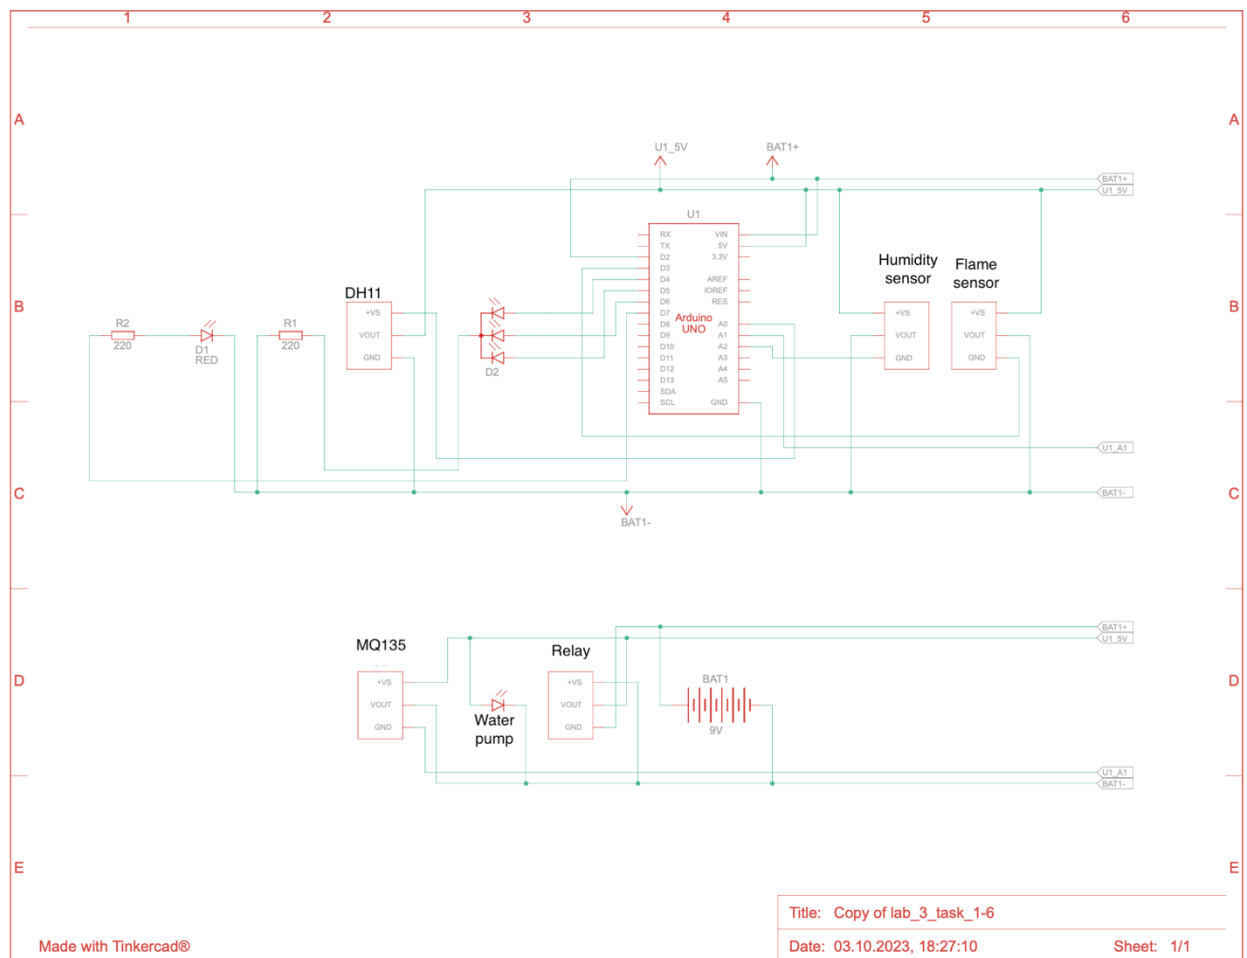 1 2 3 4 5 6
A A
U1_5V BAT1+
BAT1+
U1_5V
U1
RX VIN
TX 5V
D2 3.3V
D3
D4 AREF
D5 IOREF
D6 RES
D7
D8 A0
D9 A1
D10 A2
D11 A3
D12 A4
D13 A5
SDA
SCL GND
Arduino
UNO
Humidity
sensor
+VS
VOUT
GND
Flame
sensor
+VS
VOUT
GND
B B
DH11
+VS
VOUT
GND
R2
220
D1
RED
R1
220
D2
U1_A1
C C
BAT1-
BAT1-
BAT1+
U1_5V
MQ135
+VS
VOUT
GND
Water
pump
Relay
+VS
VOUT
GND
BAT1
9V
D D
U1_A1
BAT1-
E E
Title: Copy of lab_3_task_1-6
Made with Tinkercad®
Date: 03.10.2023, 18:27:10 Sheet: 1/1